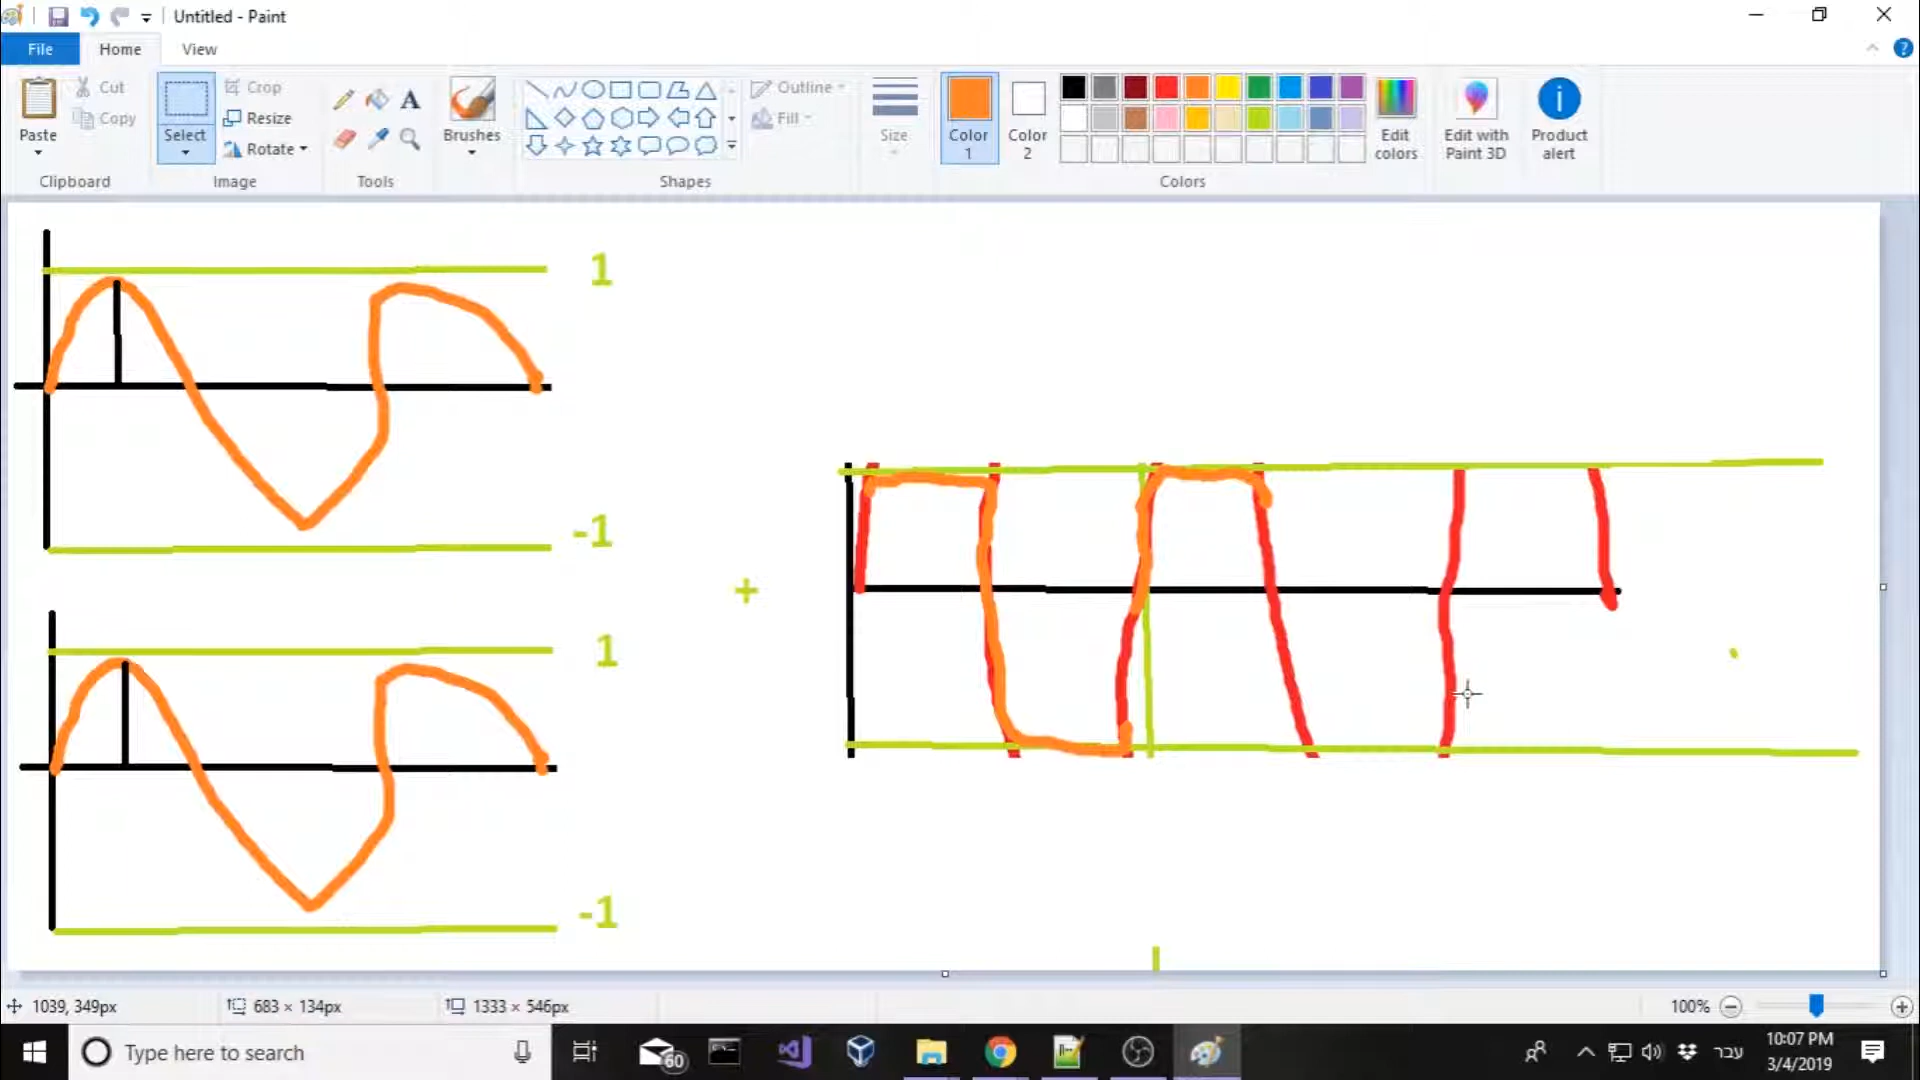 Untitled - Paint
File Home View
Paste
Cut
Copy
Clipboard
Select
Crop
Resize
Rotate
Image
A
Tools
Brushes
Outline
Fill
Shapes
Size
Color 1
Color 2
Edit colors
Edit with Paint 3D
i
Product alert
Colors
?
1
-1
+
1
-1
1039, 349px
683 × 134px
1333 × 546px
100%
Type here to search
60
עבר
10:07 PM
3/4/2019